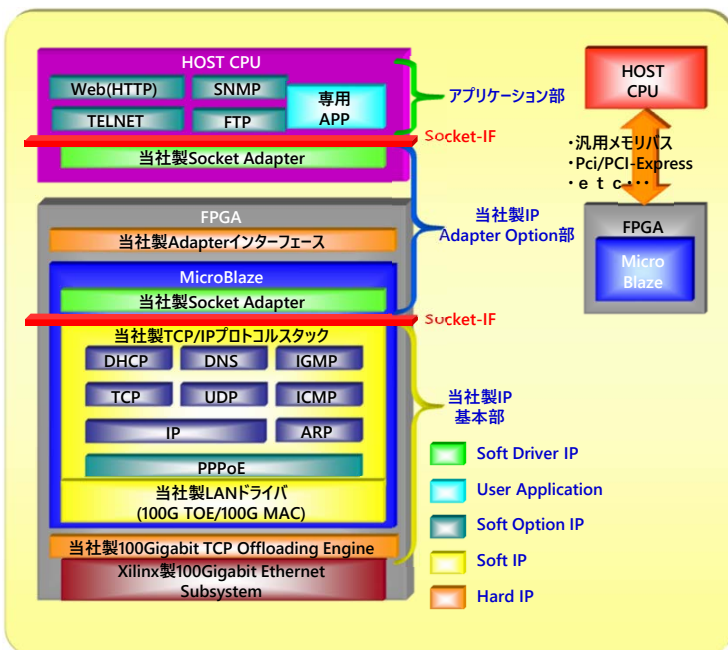 HOST CPU
Web(HTTP)
SNMP
TELNET
FTP
専用
APP
アプリケーション部
Socket-IF
当社製Socket Adapter
FPGA
当社製Adapterインターフェース
当社製IP
Adapter Option部
MicroBlaze
当社製Socket Adapter
Socket-IF
当社製TCP/IPプロトコルスタック
DHCP
DNS
IGMP
TCP
UDP
ICMP
IP
ARP
PPPoE
当社製LANドライバ
(100G TOE/100G MAC)
当社製100Gigabit TCP Offloading Engine
Xilinx製100Gigabit Ethernet
Subsystem
当社製IP
基本部
Soft Driver IP
User Application
Soft Option IP
Soft IP
Hard IP
HOST
CPU
・汎用メモリバス
・Pci/PCI-Express
・ｅｔｃ・・・
FPGA
Micro
Blaze